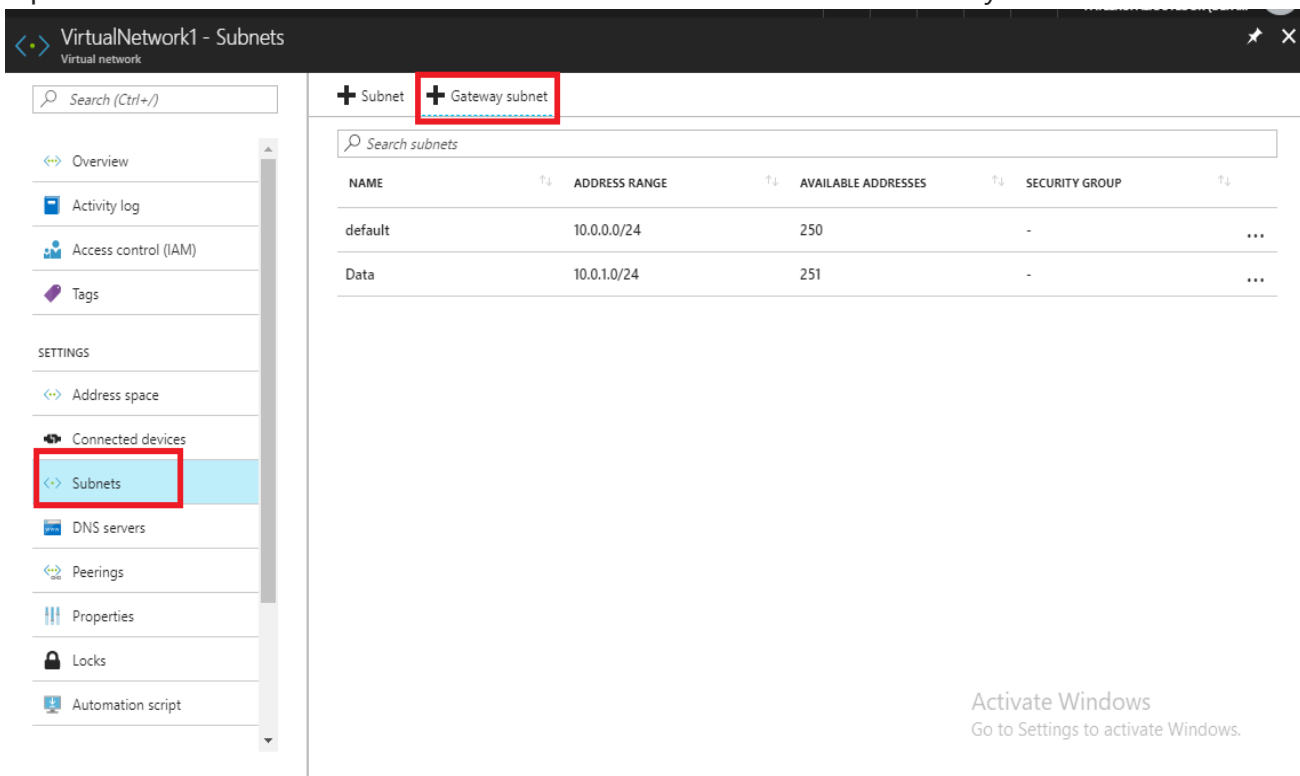 VirtualNetwork1 - Subnets
Virtual network
Search (Ctrl+/)
Overview
Activity log
Access control (IAM)
Tags
SETTINGS
Address space
Connected devices
Subnets
DNS servers
Peerings
Properties
Locks
Automation script
Subnet Gateway subnet
Search subnets
NAME ADDRESS RANGE AVAILABLE ADDRESSES SECURITY GROUP
default 10.0.0.0/24 250 - ...
Data 10.0.1.0/24 251 - ...
Activate Windows
Go to Settings to activate Windows.